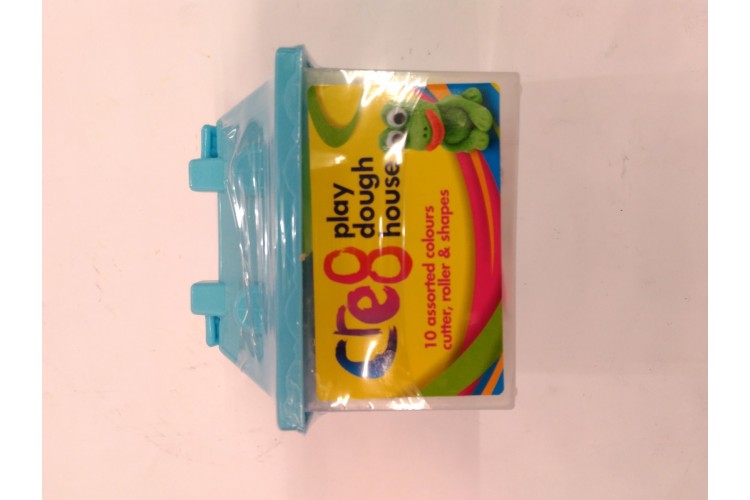 Cre8
play
dough
house
10 assorted colours
cutter, roller & shapes